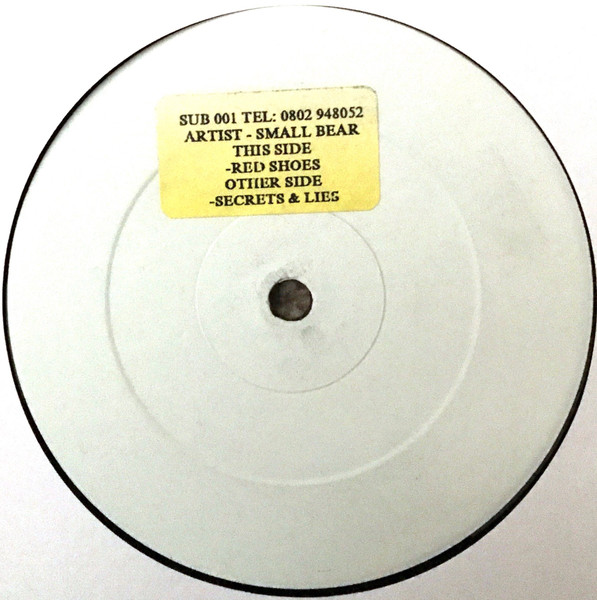 SUB 001 TEL: 0802 948052
ARTIST - SMALL BEAR
THIS SIDE
-RED SHOES
OTHER SIDE
-SECRETS & LIES